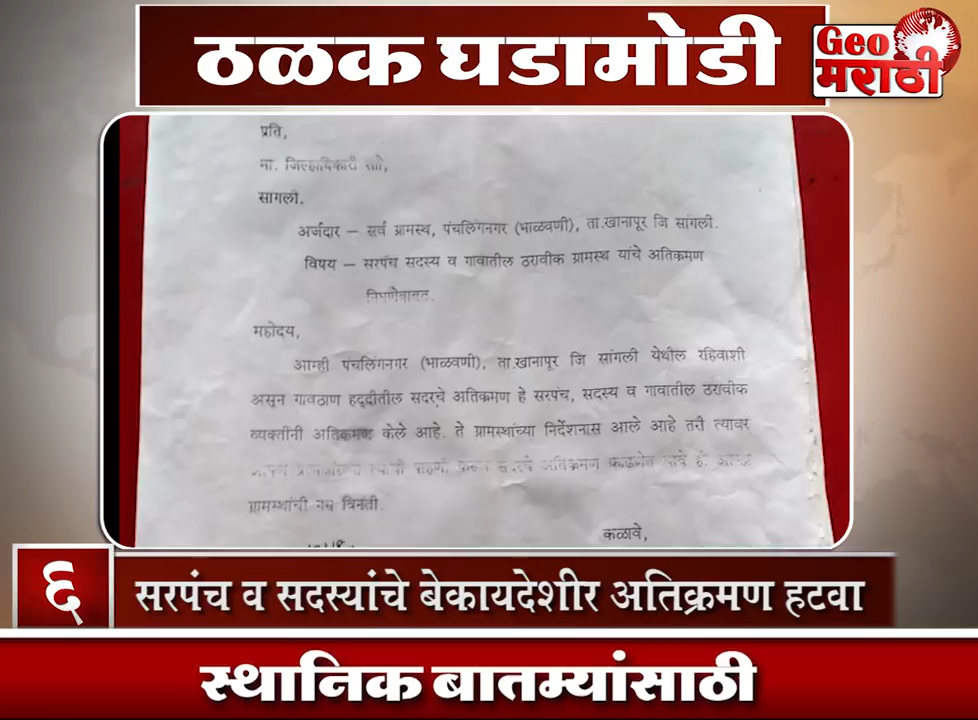 ठळक घडामोडी
Geo
मराठी
प्रति,
मा. जिल्हाधिकारी सो,
सांगली.
अर्जदार – सर्व ग्रामस्थ, पंचलिंगनगर (भाळवणी), ता.खानापूर जि सांगली.
विषय – सरपंच सदस्य व गावातील ठरावीक ग्रामस्थ यांचे अतिक्रमण
महोदय,
आम्ही पंचलिंगनगर (भाळवणी), ता.खानापूर जि सांगली येथील रहिवाशी
असून गावठाण हद्दीतील सदरचे अतिक्रमण हे सरपंच, सदस्य व गावातील ठरावीक
व्यक्तींनी अतिक्रमण केले आहे. ते ग्रामस्थांच्या निर्देशनास आले आहे तरी त्यावर
अतिक्रमण
ग्रामस्थांची नम्र विनंती.
कळावे,
६
सरपंच व सदस्यांचे बेकायदेशीर अतिक्रमण हटवा
स्थानिक बातम्यांसाठी